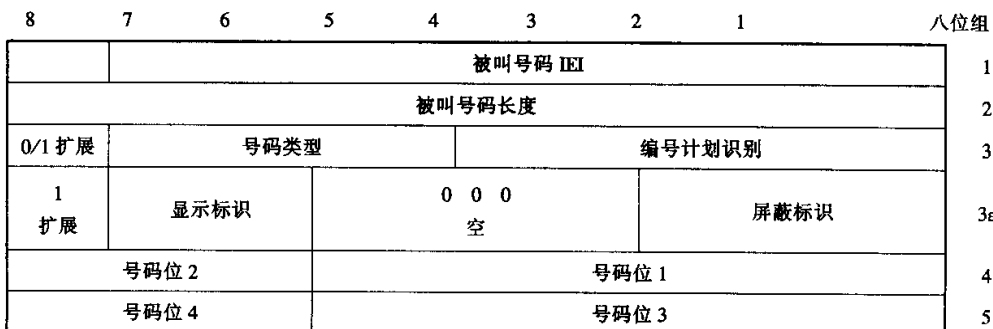 8 7 6 5 4 3 2 1 八位组
被叫号码 IEI 1
被叫号码长度 2
0/1 扩展 号码类型 编号计划识别 3
1 扩展 显示标识 0 0 0 空 屏蔽标识 3a
号码位 2 号码位 1 4
号码位 4 号码位 3 5